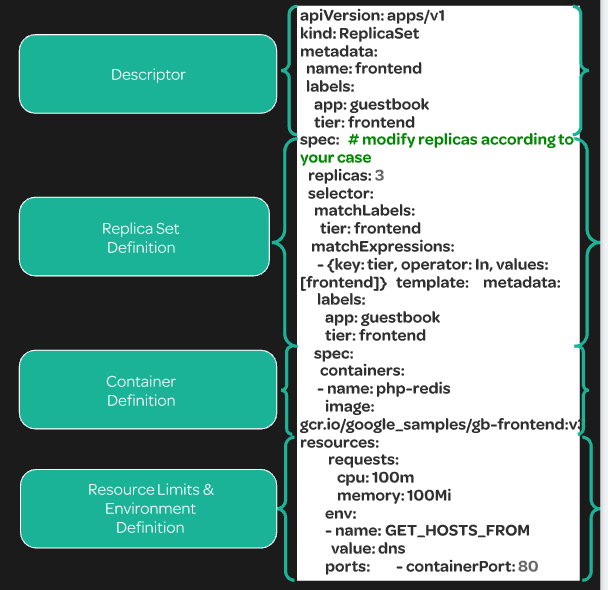 Descriptor
apiVersion: apps/v1
kind: ReplicaSet
metadata:
name: frontend
labels:
app: guestbook
tier: frontend
Replica Set
Definition
spec: # modify replicas according to
your case
replicas: 3
selector:
matchLabels:
tier: frontend
matchExpressions:
- {key: tier, operator: In, values:
[frontend]} template: metadata:
labels:
app: guestbook
tier: frontend
Container
Definition
spec:
containers:
- name: php-redis
image:
gcr.io/google_samples/gb-frontend:v3
Resource Limits &
Environment
Definition
resources:
requests:
cpu: 100m
memory: 100Mi
env:
- name: GET_HOSTS_FROM
value: dns
ports: - containerPort: 80